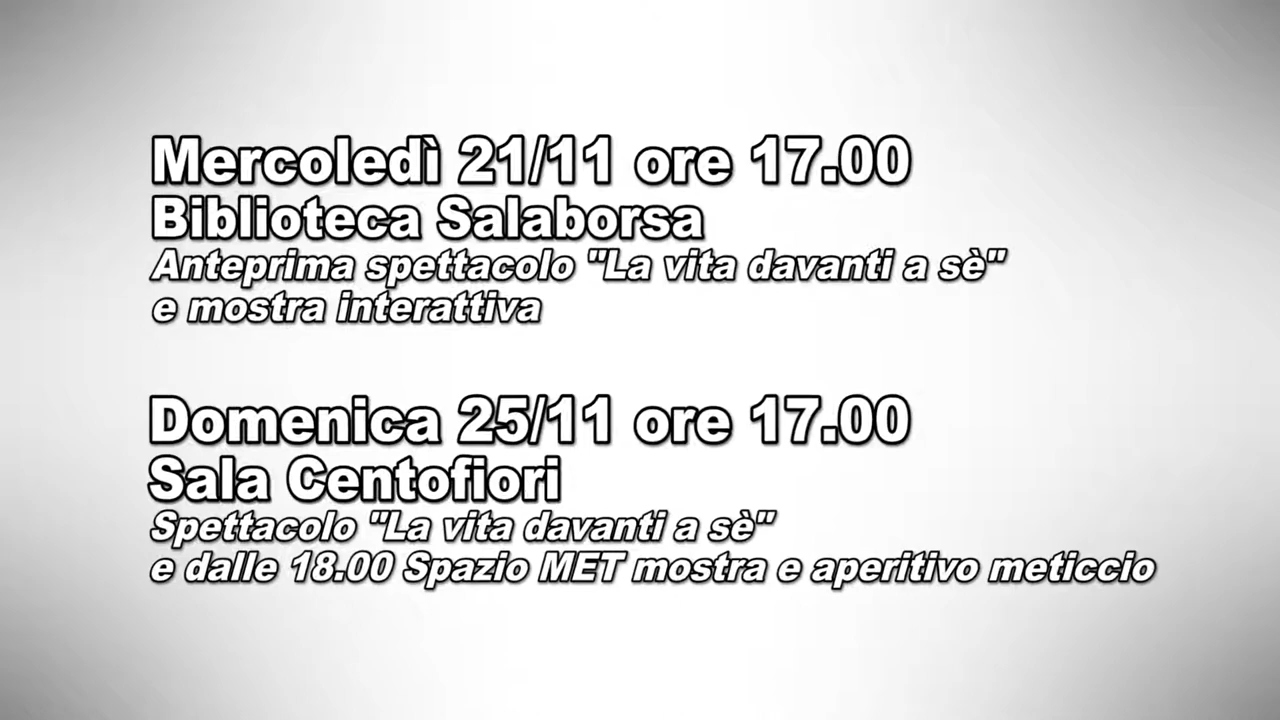 Mercoledì 21/11 ore 17.00
Biblioteca Salaborsa
Anteprima spettacolo "La vita davanti a sè"
e mostra interattiva
Domenica 25/11 ore 17.00
Sala Centofiori
Spettacolo "La vita davanti a sè"
e dalle 18.00 Spazio MET mostra e aperitivo meticcio